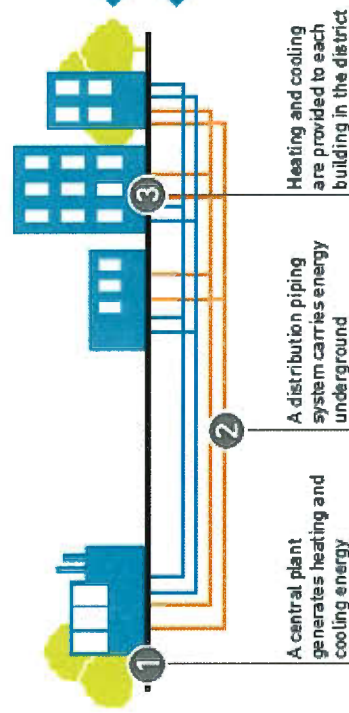 1
A central plant
generates heating and
cooling energy
2
A distribution piping
system carries energy
underground
3
Heating and cooling
are provided to each
building in the district